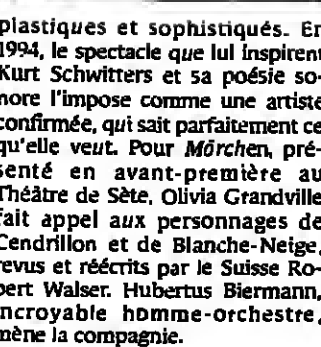 plastiques et sophistiqués. En
1994, le spectacle que lui inspirent
Kurt Schwitters et sa poésie so-
nore l'impose comme une artiste
confirmée, qui sait parfaitement ce
qu'elle veut. Pour Mörchen, pré-
senté en avant-première au
Théâtre de Sète, Olivia Grandville
fait appel aux personnages de
Cendrillon et de Blanche-Neige,
revus et réécrits par le Suisse Ro-
bert Walser. Hubertus Biermann,
incroyable homme-orchestre,
mène la compagnie.